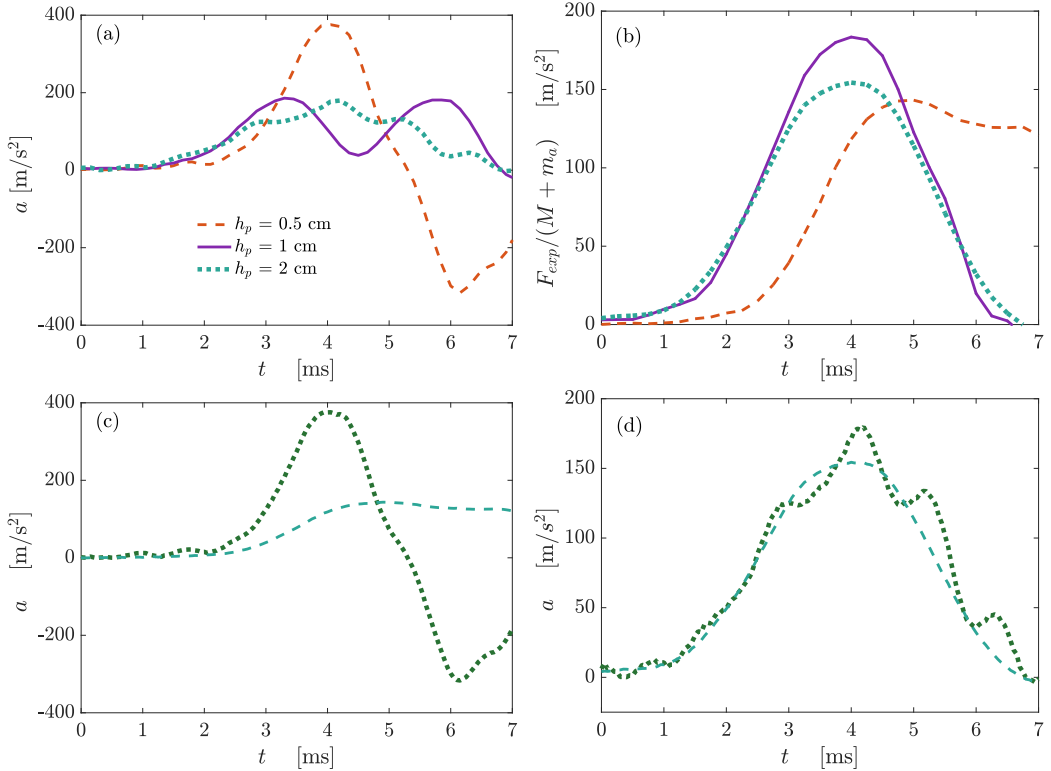 (a)
400
200
0
-200
-400
a [m/s²]
h_p = 0.5 cm
h_p = 1 cm
h_p = 2 cm
0 1 2 3 4 5 6 7
t [ms]
(b)
200
150
100
50
0
F_exp/(M + m_a) [m/s²]
0 1 2 3 4 5 6 7
t [ms]
(c)
400
200
0
-200
-400
a [m/s²]
0 1 2 3 4 5 6 7
t [ms]
(d)
200
150
100
50
0
a [m/s²]
0 1 2 3 4 5 6 7
t [ms]